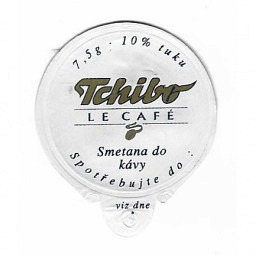 7,5g · 10% tuku
Tchibo
LE CAFÉ
Smetana do
kávy
Spotřebujte do :
viz dne